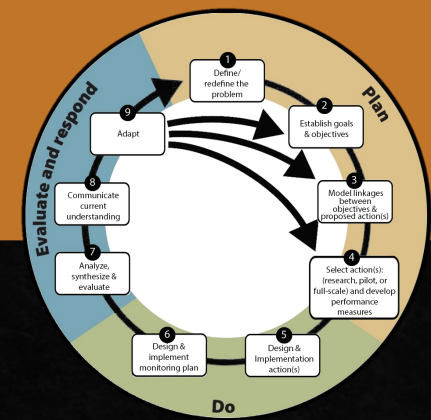 Plan
1
Define/
redefine the
problem
2
Establish goals
& objectives
3
Model linkages
between
objectives &
proposed action(s)
4
Select action(s):
(research, pilot, or
full-scale) and develop
performance
measures
Do
5
Design &
Implementation
action(s)
6
Design &
implement
monitoring plan
Evaluate and respond
7
Analyze,
synthesize &
evaluate
8
Communicate
current
understanding
9
Adapt